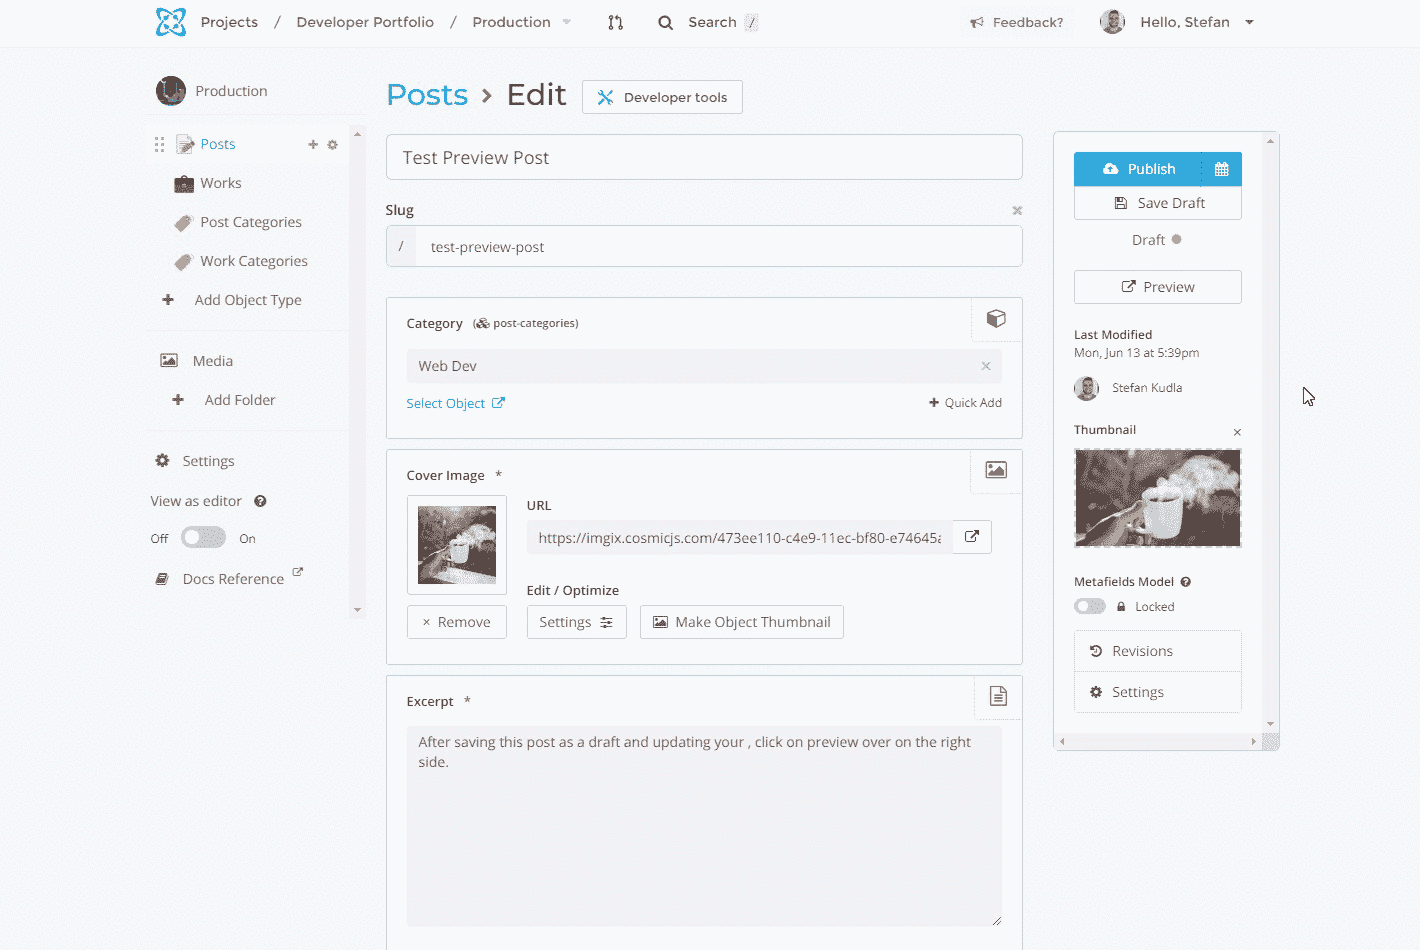 Projects / Developer Portfolio / Production Search / Feedback? Hello, Stefan
Production
Posts
Works
Post Categories
Work Categories
Add Object Type
Media
Add Folder
Settings
View as editor
Off On
Docs Reference
Posts > Edit Developer tools
Test Preview Post
Slug
/ test-preview-post
Category (post-categories)
Web Dev
Select Object
Quick Add
Cover Image *
URL
https://imgix.cosmicjs.com/473ee110-c4e9-11ec-bf80-e74645a
Edit / Optimize
× Remove
Settings
Make Object Thumbnail
Excerpt *
After saving this post as a draft and updating your , click on preview over on the right
side.
Publish
Save Draft
Draft
Preview
Last Modified
Mon, Jun 13 at 5:39pm
Stefan Kudla
Thumbnail
Metafields Model
Locked
Revisions
Settings